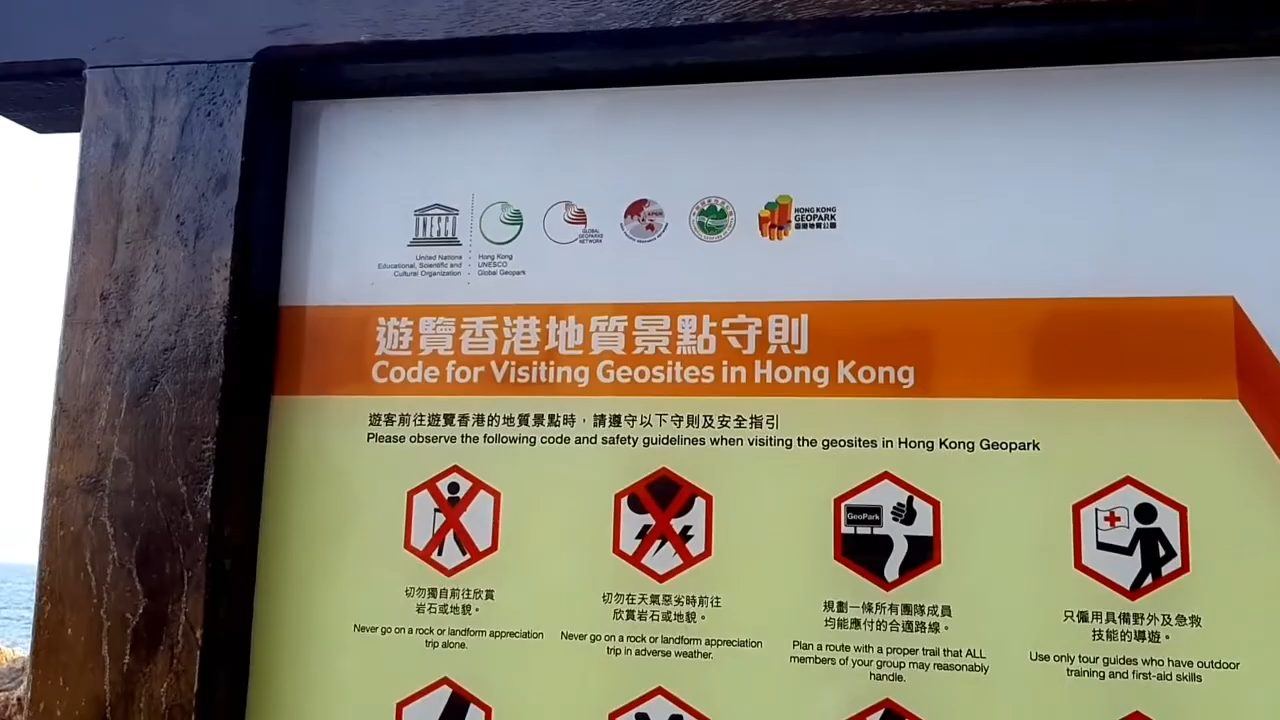 UNESCO
United Nations
Educational, Scientific and
Cultural Organization
Hong Kong
UNESCO
Global Geopark
GLOBAL
GEOPARKS
NETWORK
APGN
HONG KONG
GEOPARK
香港地質公園
遊覽香港地質景點守則
Code for Visiting Geosites in Hong Kong
遊客前往遊覽香港的地質景點時，請遵守以下守則及安全指引
Please observe the following code and safety guidelines when visiting the geosites in Hong Kong Geopark
GeoPark
切勿獨自前往欣賞
岩石或地貌。
Never go on a rock or landform appreciation
trip alone.
切勿在天氣惡劣時前往
欣賞岩石或地貌。
Never go on a rock or landform appreciation
trip in adverse weather.
規劃一條所有團隊成員
均能應付的合適路線。
Plan a route with a proper trail that ALL
members of your group may reasonably
handle.
只僱用具備野外及急救
技能的導遊。
Use only tour guides who have outdoor
training and first-aid skills